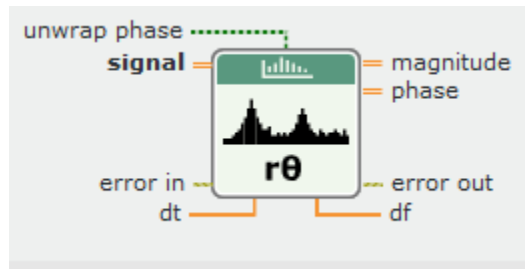 unwrap phase
signal
magnitude
phase
rθ
error in
error out
dt
df